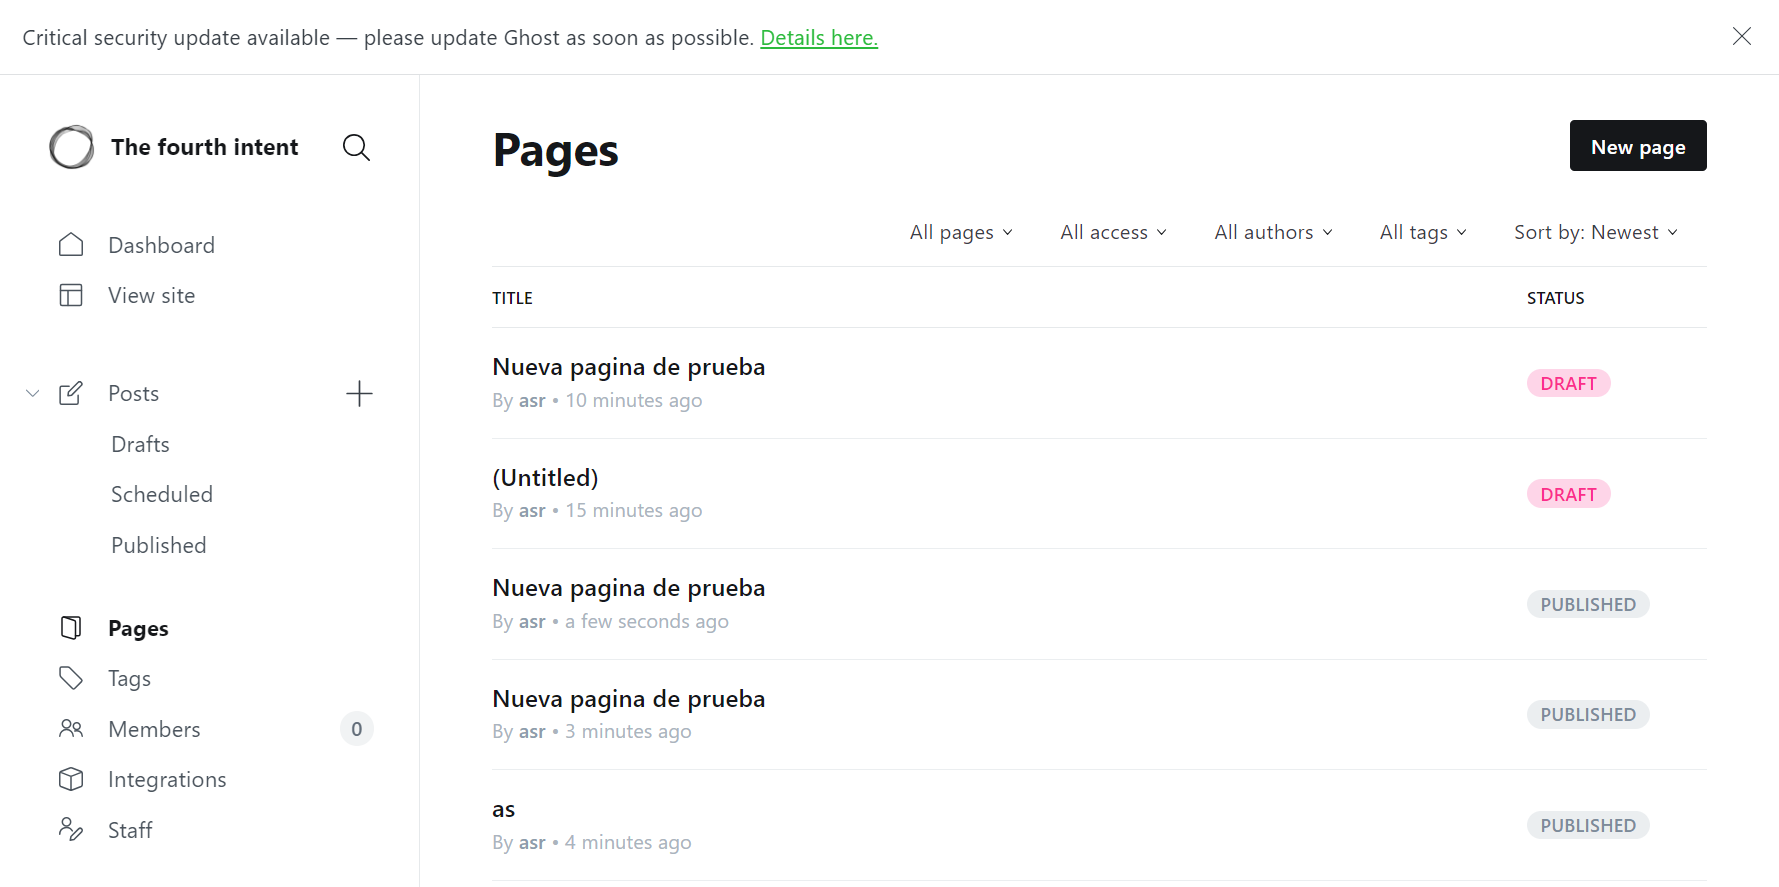 Critical security update available — please update Ghost as soon as possible. Details here.
The fourth intent
Dashboard
View site
Posts
Drafts
Scheduled
Published
Pages
Tags
Members 0
Integrations
Staff
Pages
New page
All pages All access All authors All tags Sort by: Newest
TITLE STATUS
Nueva pagina de prueba
By asr • 10 minutes ago
DRAFT
(Untitled)
By asr • 15 minutes ago
DRAFT
Nueva pagina de prueba
By asr • a few seconds ago
PUBLISHED
Nueva pagina de prueba
By asr • 3 minutes ago
PUBLISHED
as
By asr • 4 minutes ago
PUBLISHED